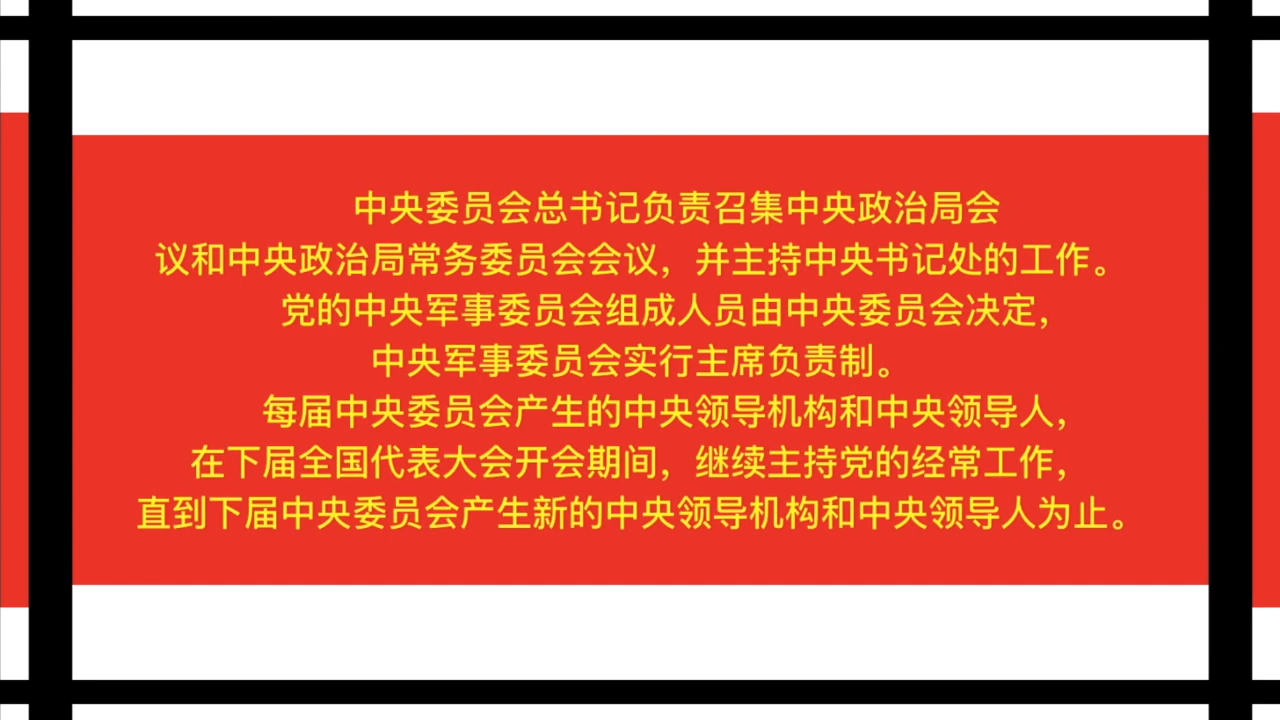 中央委员会总书记负责召集中央政治局会
议和中央政治局常务委员会会议，并主持中央书记处的工作。
党的中央军事委员会组成人员由中央委员会决定，
中央军事委员会实行主席负责制。
每届中央委员会产生的中央领导机构和中央领导人，
在下届全国代表大会开会期间，继续主持党的经常工作，
直到下届中央委员会产生新的中央领导机构和中央领导人为止。